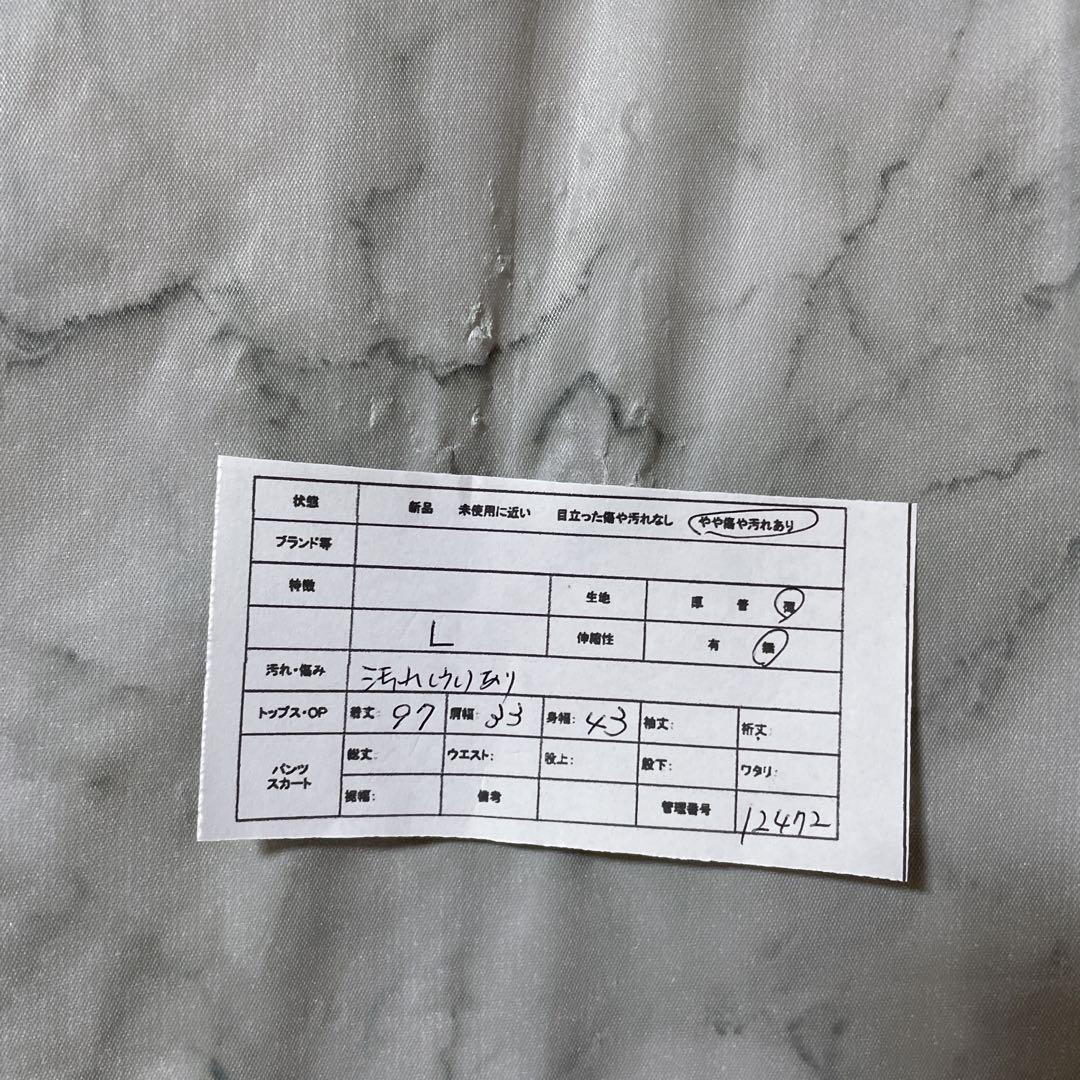 状態 新品 未使用に近い 目立った傷や汚れなし やや傷や汚れあり
ブランド等
特徴 生地 厚 普 薄
L 伸縮性 有 無
汚れ・傷み 汚れ けいり あり
トップス・OP 着丈: 97 肩幅: 33 身幅: 43 袖丈: 裄丈:
パンツ スカート 総丈: ウエスト: 股上: 股下: ワタリ:
裾幅: 備考 管理番号 12472